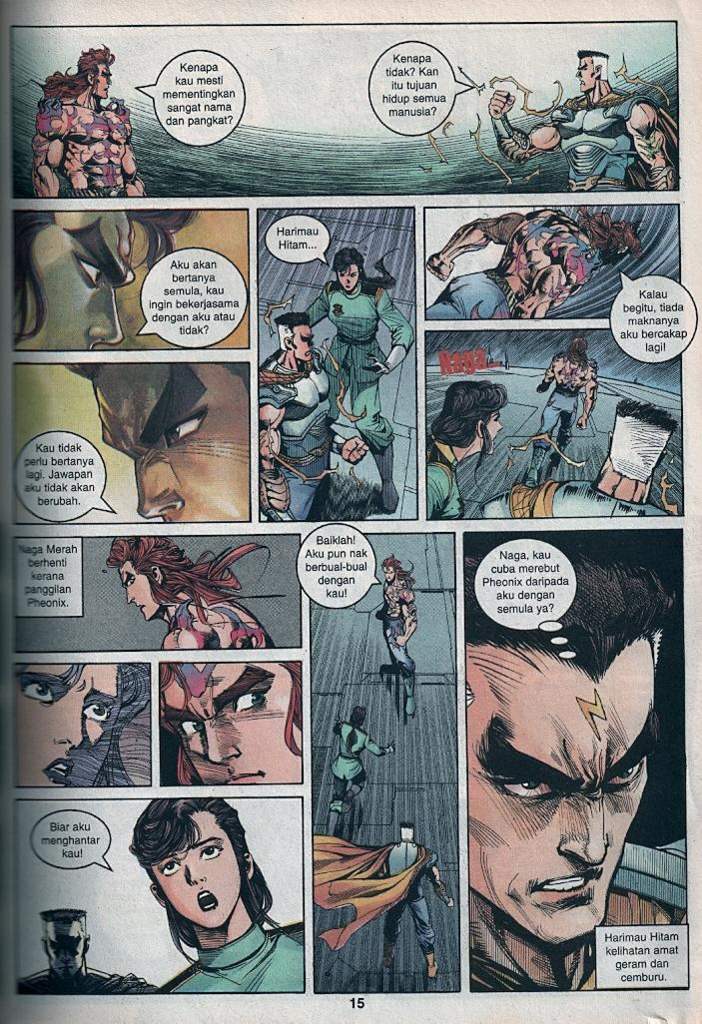 Kenapa
kau mesti
mementingkan
sangat nama
dan pangkat?
Kenapa
tidak? Kan
itu tujuan
hidup semua
manusia?
Aku akan
bertanya
semula, kau
ingin bekerjasama
dengan aku atau
tidak?
Kau tidak
perlu bertanya
lagi. Jawapan
aku tidak akan
berubah.
Harimau
Hitam...
Kalau
begitu, tiada
maknanya
aku bercakap
lagi!
Naga...
Naga Merah
berhenti
kerana
panggilan
Pheonix.
Biar aku
menghantar
kau!
Baiklah!
Aku pun nak
berbual-bual
dengan
kau!
Naga, kau
cuba merebut
Pheonix daripada
aku dengan
semula ya?
Harimau Hitam
kelihatan amat
geram dan
cemburu.
15